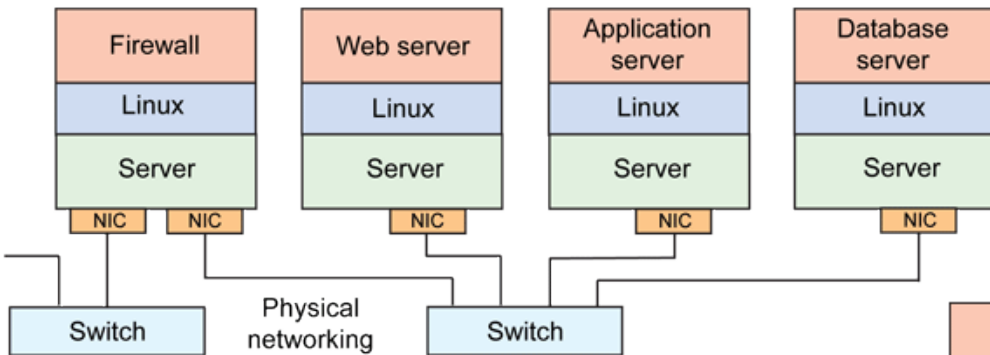 Firewall
Web server
Application
server
Database
server
Linux
Linux
Linux
Linux
Server
Server
Server
Server
NIC
NIC
NIC
NIC
NIC
Physical
networking
Switch
Switch